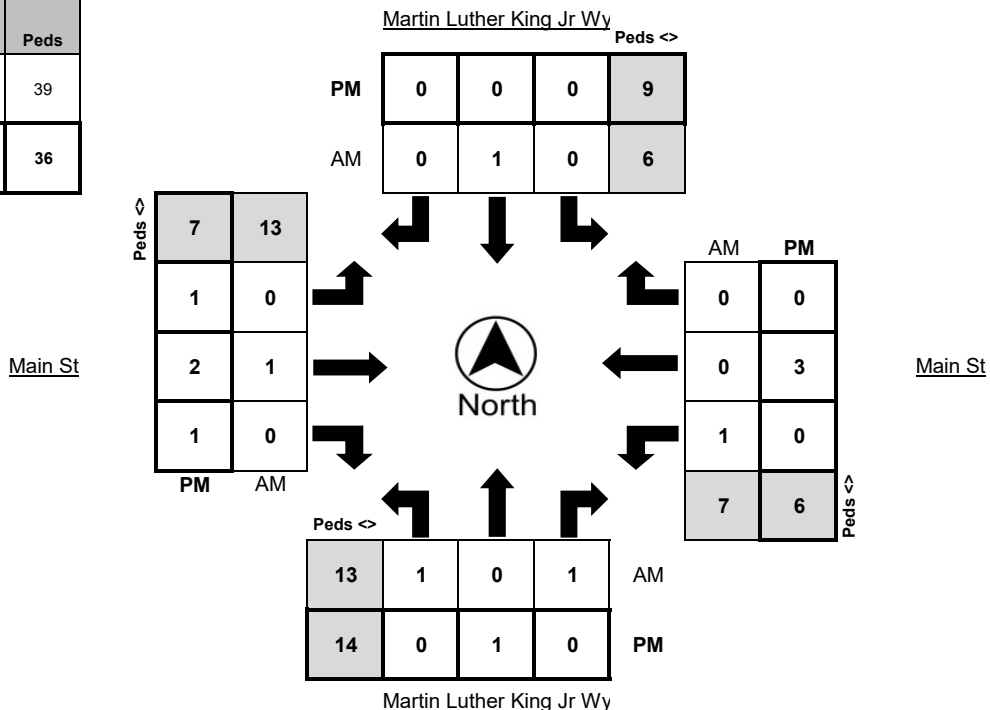 Martin Luther King Jr Wy
Peds <>
Peds
39
36
PM 0 0 0 9
AM 0 1 0 6
Peds <>
7 13
1 0
2 1
1 0
PM AM
Main St
North
AM PM
0 0
0 3
1 0
7 6
Peds <>
Main St
Peds <>
13 1 0 1 AM
14 0 1 0 PM
Martin Luther King Jr Wy